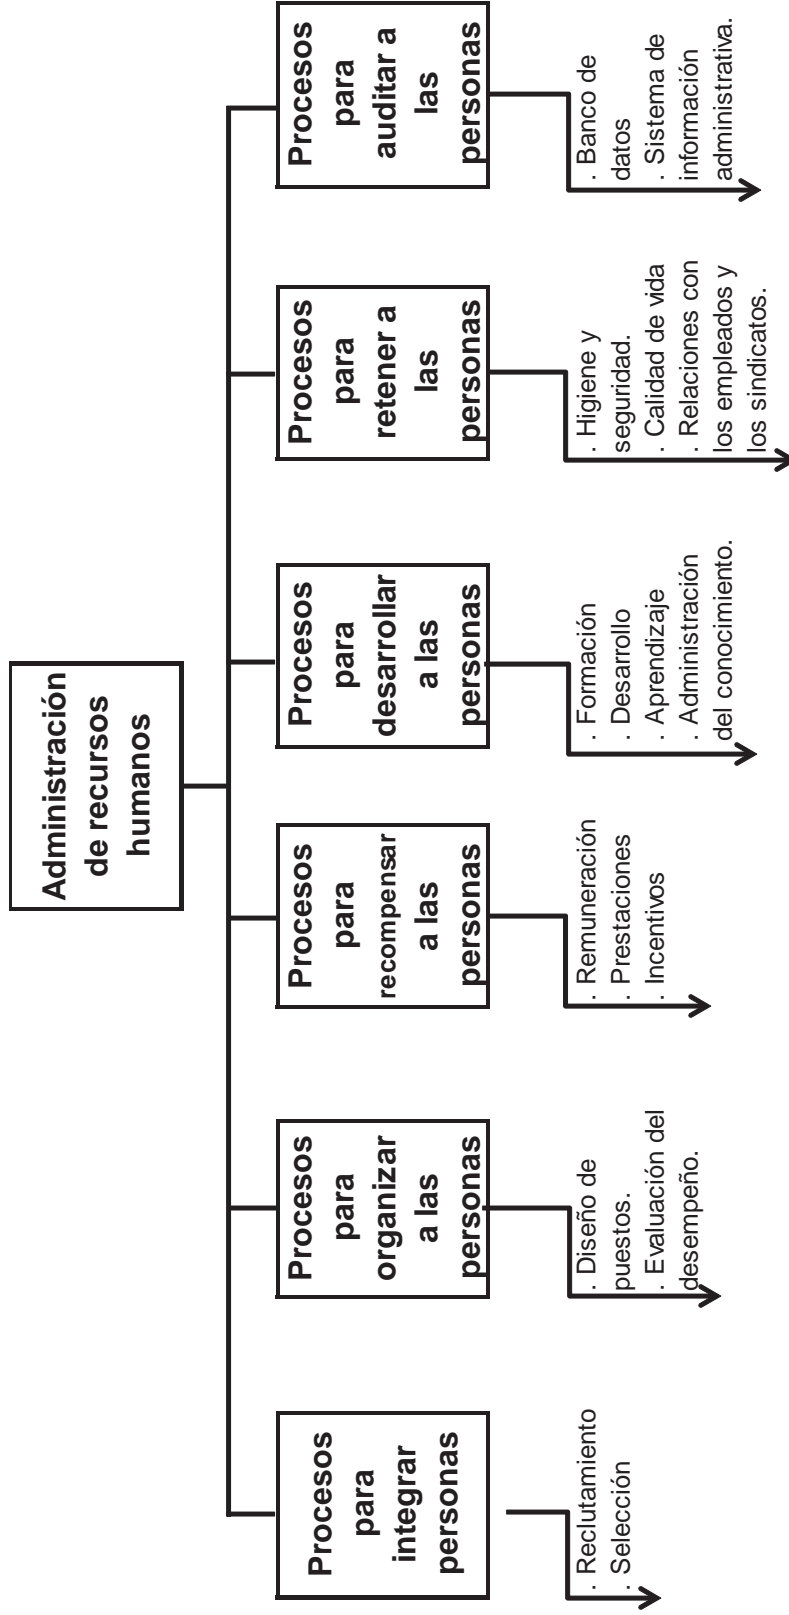 Administración
de recursos
humanos
Procesos
para
integrar
personas
. Reclutamiento
. Selección
Procesos
para
organizar
a las
personas
. Diseño de
puestos.
. Evaluación del
desempeño.
Procesos
para
recompensar
a las
personas
. Remuneración
. Prestaciones
. Incentivos
Procesos
para
desarrollar
a las
personas
. Formación
. Desarrollo
. Aprendizaje
. Administración
del conocimiento.
Procesos
para
retener a
las
personas
. Higiene y
seguridad.
. Calidad de vida
. Relaciones con
los empleados y
los sindicatos.
Procesos
para
auditar a
las
personas
. Banco de
datos
. Sistema de
información
administrativa.